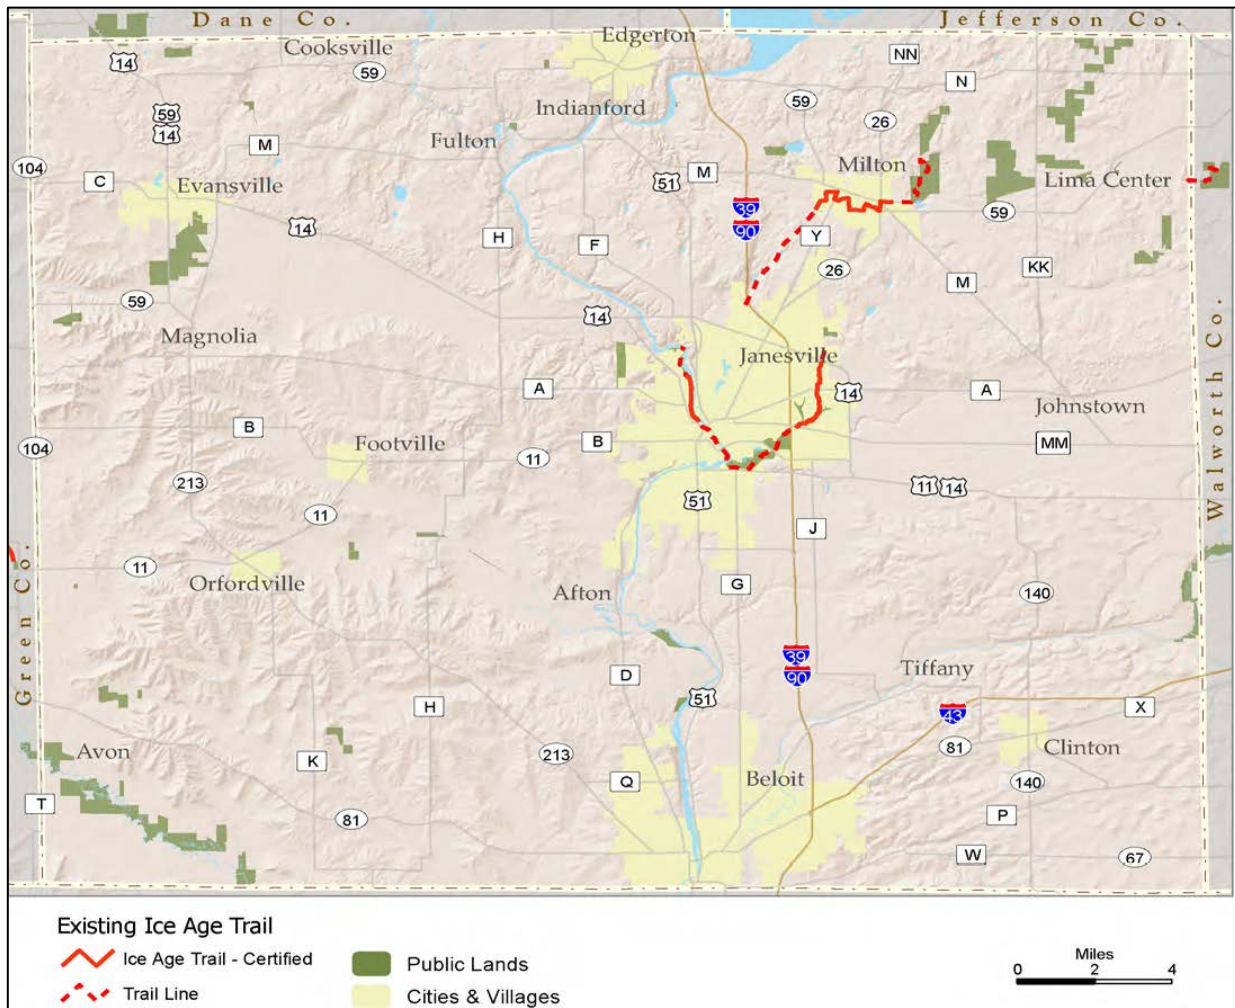 Dane Co.
Jefferson Co.
Edgerton
Cooksville
14
59
NN
N
Indianford
59
59
14
26
Fulton
M
Milton
104
51
M
Lima Center
C
Evansville
39
90
59
14
H
F
Y
26
KK
M
59
14
Magnolia
Janesville
A
14
A
Johnstown
B
B
MM
104
Footville
11
213
11
14
51
11
J
11
Orfordville
Afton
G
140
Green Co.
Walworth Co.
39
90
D
51
Tiffany
H
43
X
Avon
213
81
Clinton
K
Q
Beloit
140
T
81
P
W
67
Existing Ice Age Trail
Ice Age Trail - Certified
Trail Line
Public Lands
Cities & Villages
Miles
0 2 4